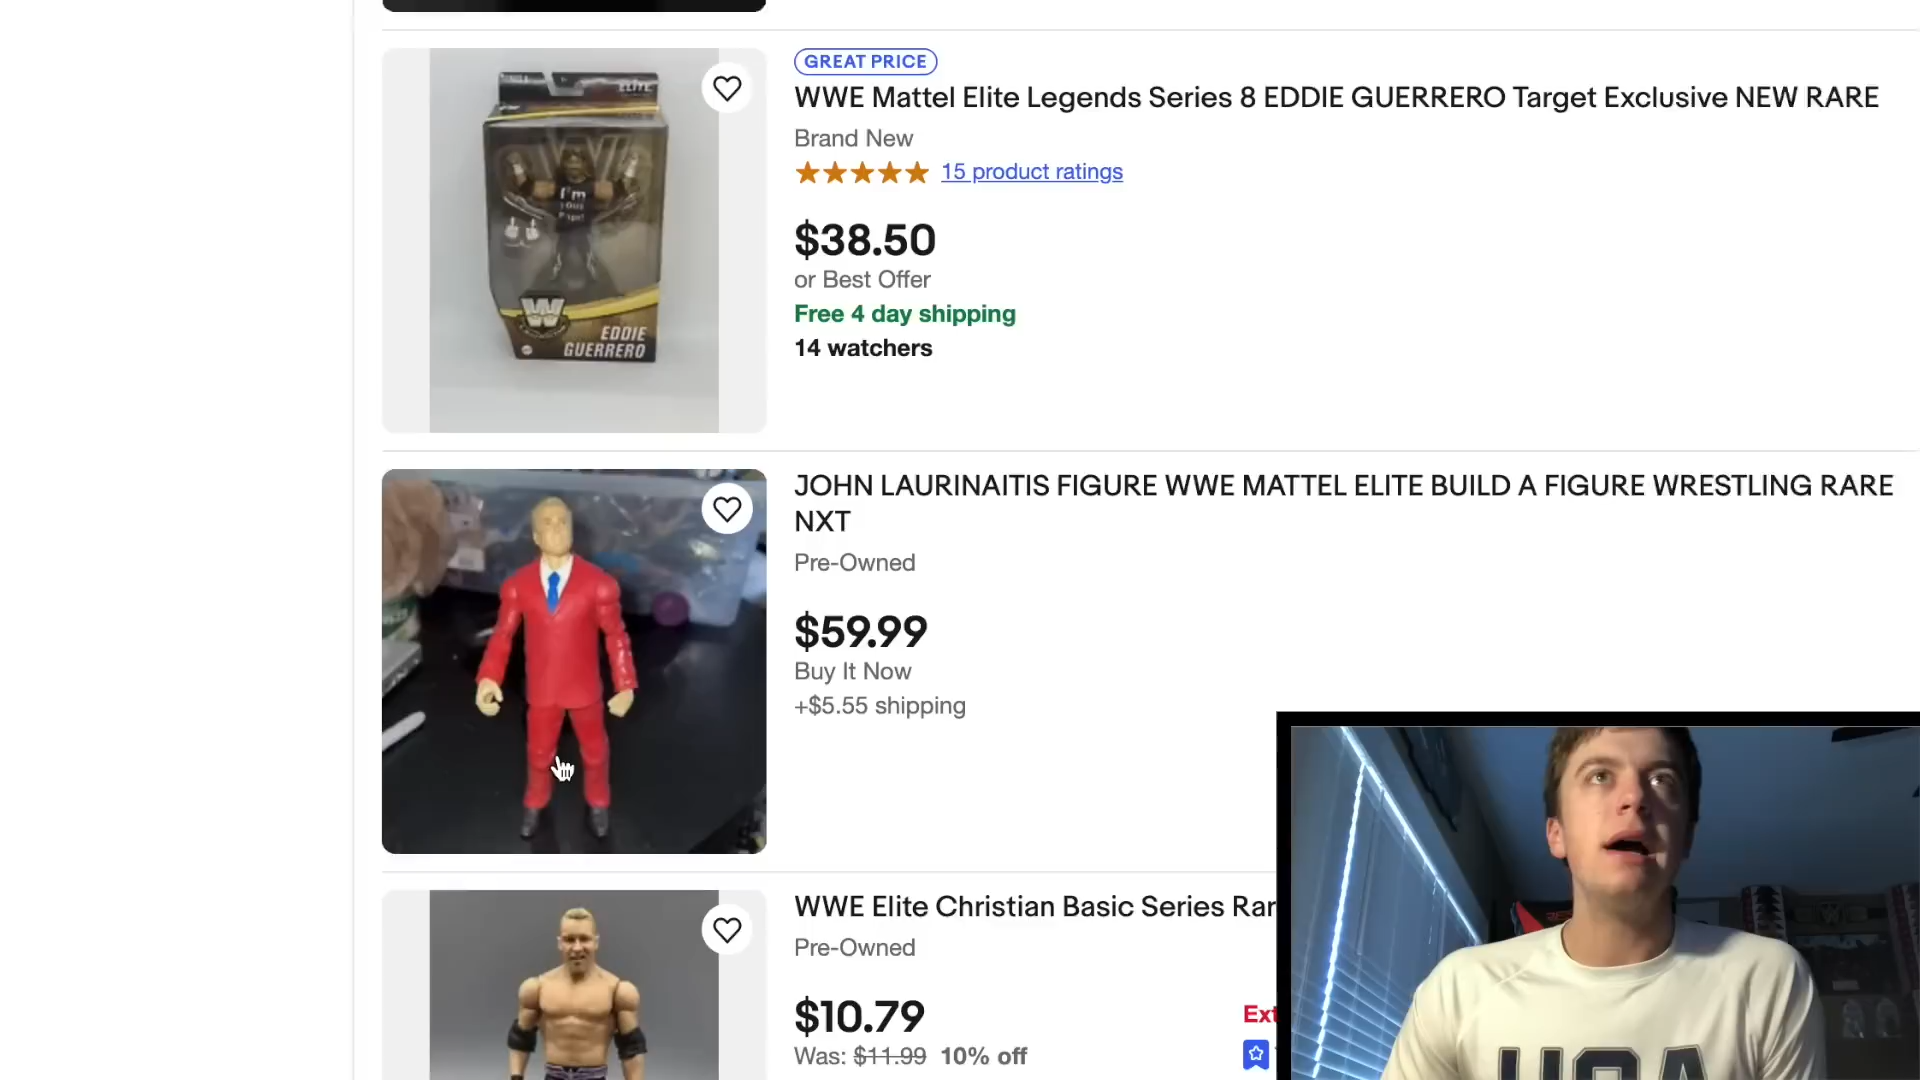 ELITE
I'm
EDDIE
GUERRERO
GREAT PRICE
WWE Mattel Elite Legends Series 8 EDDIE GUERRERO Target Exclusive NEW RARE
Brand New
15 product ratings
$38.50
or Best Offer
Free 4 day shipping
14 watchers
JOHN LAURINAITIS FIGURE WWE MATTEL ELITE BUILD A FIGURE WRESTLING RARE
NXT
Pre-Owned
$59.99
Buy It Now
+$5.55 shipping
WWE Elite Christian Basic Series Rar
Pre-Owned
$10.79
Ext
Was: $11.99 10% off
USA